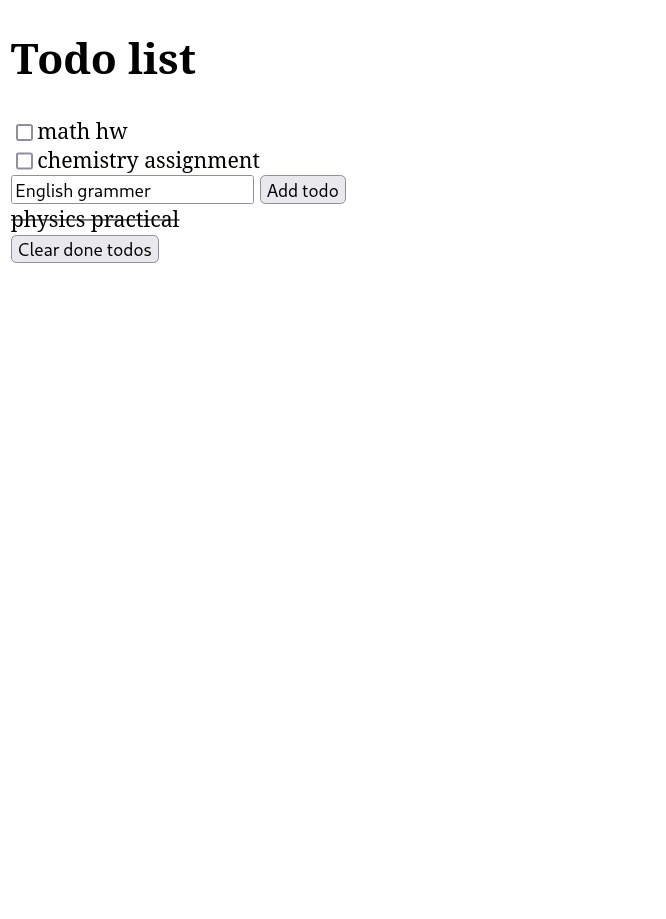 Todo list
math hw
chemistry assignment
English grammer Add todo
physics practical
Clear done todos